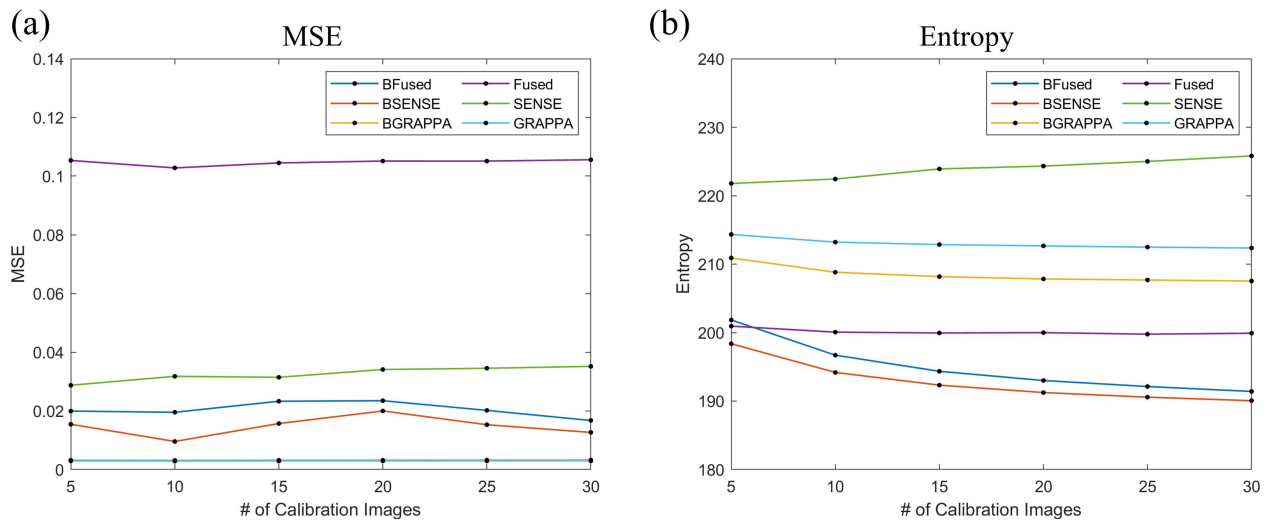 (a)
MSE
0.14
0.12
0.1
0.08
0.06
0.04
0.02
0
MSE
BFused
Fused
BSENSE
SENSE
BGRAPPA
GRAPPA
5
10
15
20
25
30
# of Calibration Images
(b)
Entropy
240
230
220
210
200
190
180
Entropy
BFused
Fused
BSENSE
SENSE
BGRAPPA
GRAPPA
5
10
15
20
25
30
# of Calibration Images